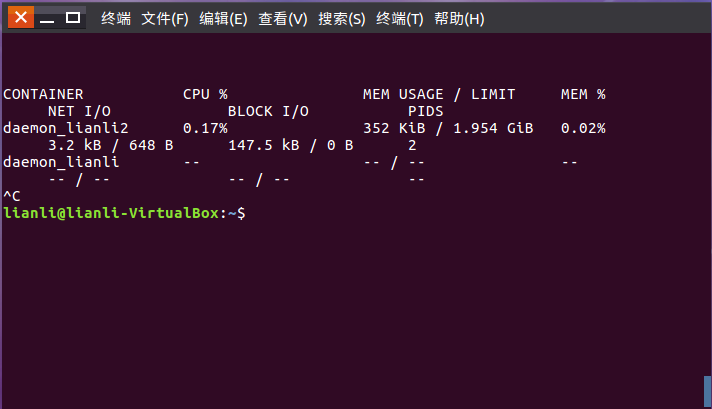 终端 文件(F) 编辑(E) 查看(V) 搜索(S) 终端(T) 帮助(H)
CONTAINER CPU % MEM USAGE / LIMIT MEM %
NET I/O BLOCK I/O PIDS
daemon_lianli2 0.17% 352 KiB / 1.954 GiB 0.02%
3.2 kB / 648 B 147.5 kB / 0 B 2
daemon_lianli -- -- / -- --
-- / -- -- / -- --
^C
lianli@lianli-VirtualBox:~$